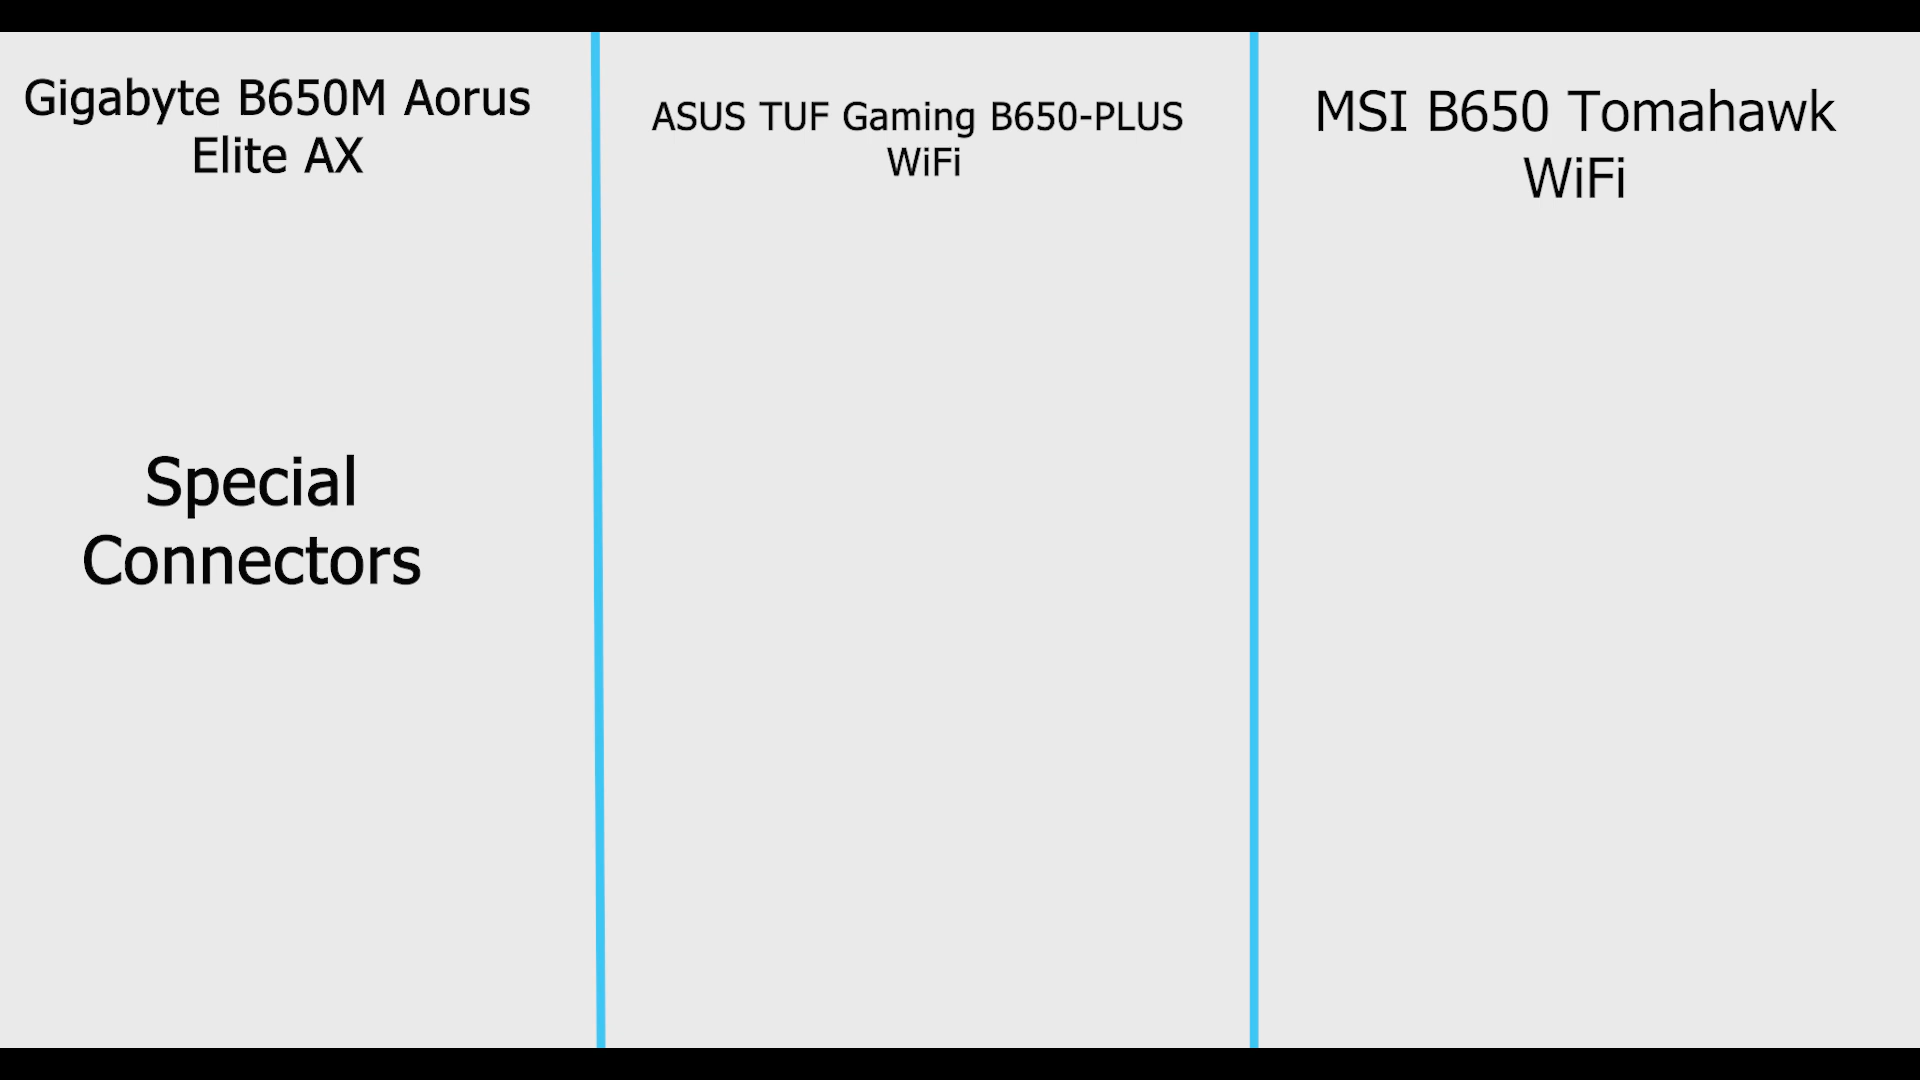 Gigabyte B650M Aorus
Elite AX
ASUS TUF Gaming B650-PLUS
WiFi
MSI B650 Tomahawk
WiFi
Special
Connectors